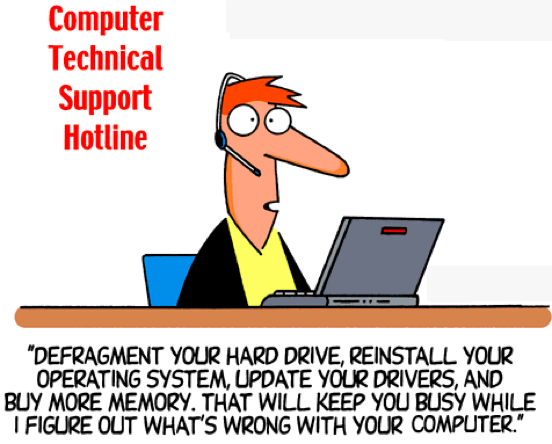 Computer
Technical
Support
Hotline
"DEFRAGMENT YOUR HARD DRIVE, REINSTALL YOUR
OPERATING SYSTEM, UPDATE YOUR DRIVERS, AND
BUY MORE MEMORY. THAT WILL KEEP YOU BUSY WHILE
I FIGURE OUT WHAT'S WRONG WITH YOUR COMPUTER."